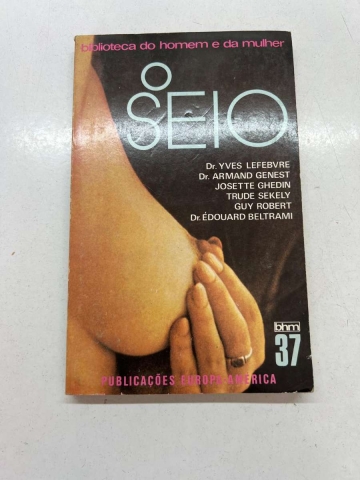 biblioteca do homem e da mulher
O
SEIO
Dr. YVES LEFEBVRE
Dr. ARMAND GENEST
JOSETTE GHEDIN
TRUDE SEKELY
GUY ROBERT
Dr. ÉDOUARD BELTRAMI
bhm
37
PUBLICAÇÕES EUROPA-AMÉRICA